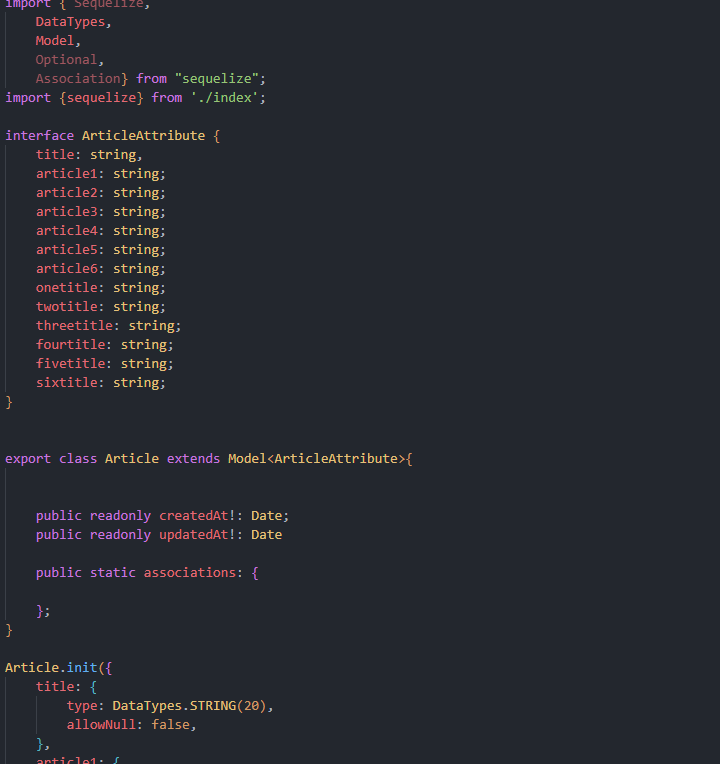 import { Sequelize,
    DataTypes,
    Model,
    Optional,
    Association} from "sequelize";
import {sequelize} from './index';
interface ArticleAttribute {
    title: string,
    article1: string;
    article2: string;
    article3: string;
    article4: string;
    article5: string;
    article6: string;
    onetitle: string;
    twotitle: string;
    threetitle: string;
    fourtitle: string;
    fivetitle: string;
    sixtitle: string;
}
export class Article extends Model<ArticleAttribute>{
    public readonly createdAt!: Date;
    public readonly updatedAt!: Date
    public static associations: {
    };
}
Article.init({
    title: {
        type: DataTypes.STRING(20),
        allowNull: false,
    },
    article1: {